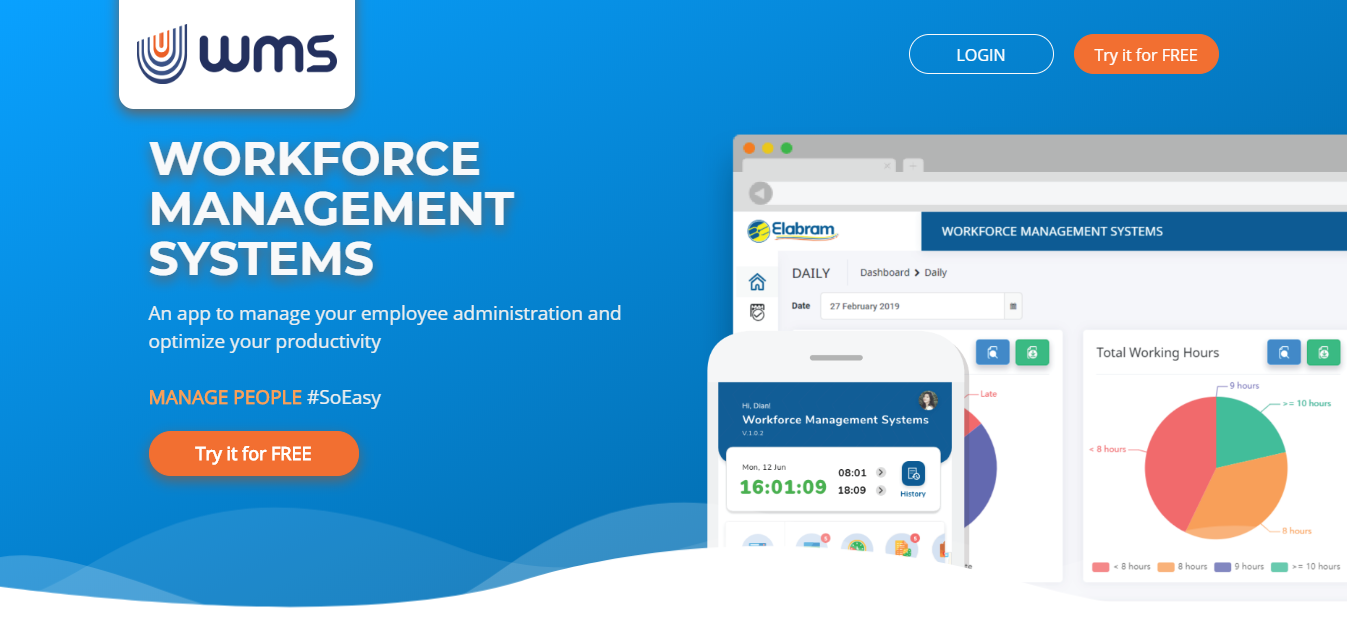 wms
LOGIN
Try it for FREE
WORKFORCE
MANAGEMENT
SYSTEMS
An app to manage your employee administration and
optimize your productivity
MANAGE PEOPLE #SoEasy
Try it for FREE
Elabram
WORKFORCE MANAGEMENT SYSTEMS
DAILY
Dashboard > Daily
Date
27 February 2019
Late
Total Working Hours
9 hours
>= 10 hours
< 8 hours
8 hours
< 8 hours
8 hours
9 hours
>= 10 hours
Hi, Dian!
Workforce Management Systems
V.1.0.2
Mon, 12 Jun
16:01:09
08:01
18:09
History